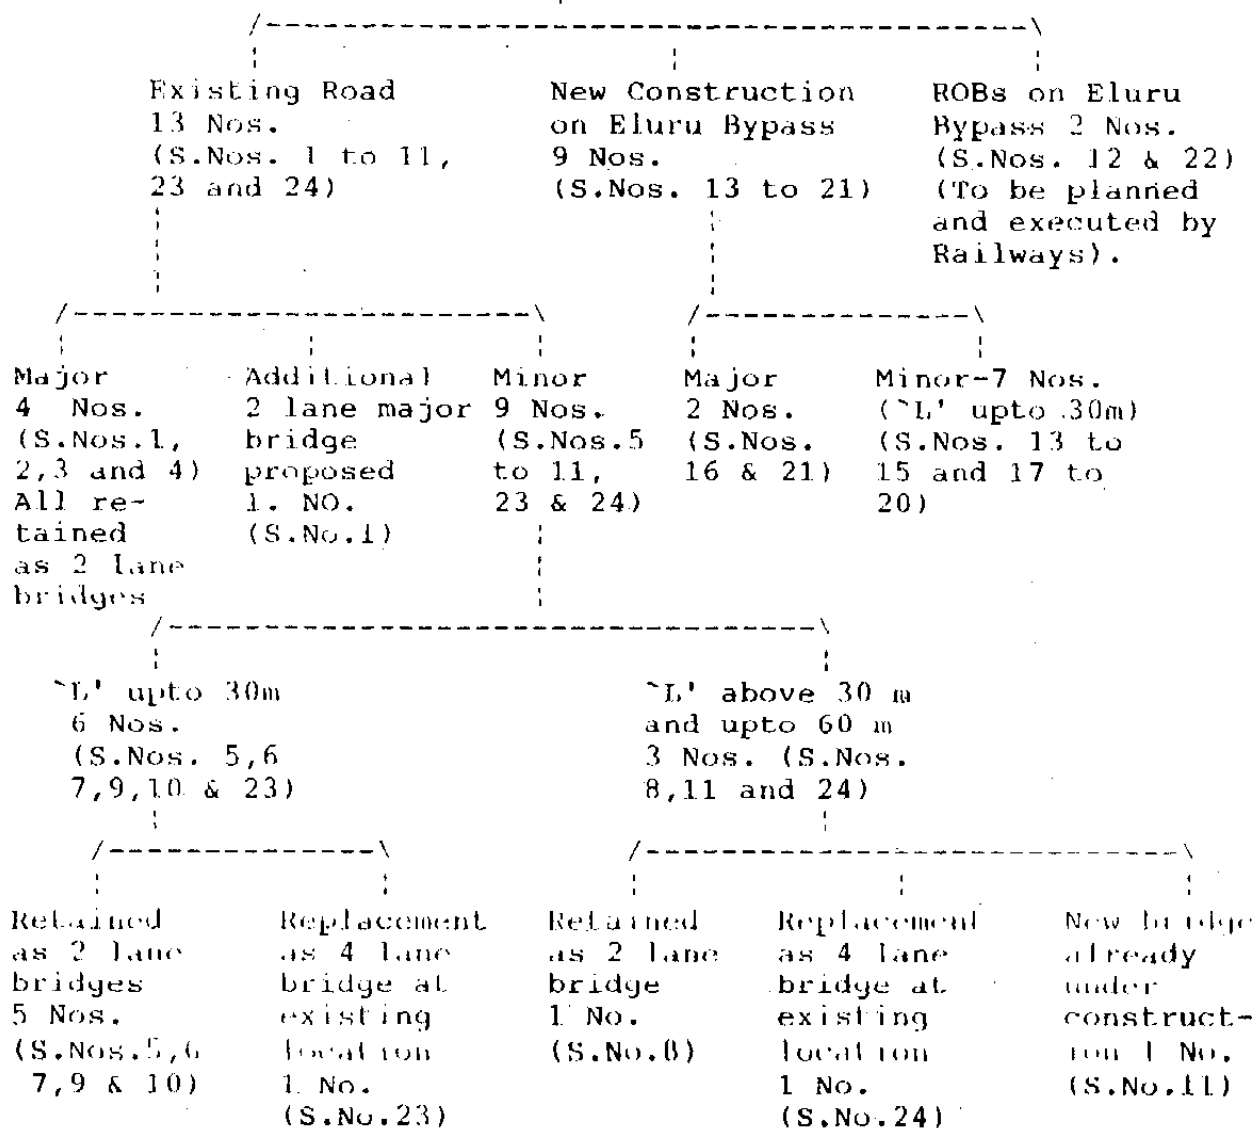 Existing Road
13 Nos.
(S.Nos. 1 to 11,
23 and 24)
New Construction
on Eluru Bypass
9 Nos.
(S.Nos. 13 to 21)
ROBs on Eluru
Bypass 2 Nos.
(S.Nos. 12 & 22)
(To be planned
and executed by
Railways).
Major
4 Nos.
(S.Nos.1,
2,3 and 4)
All re-
tained
as 2 lane
bridges
Additional
2 lane major
bridge
proposed
1. NO.
(S.No.1)
Minor
9 Nos.
(S.Nos.5
to 11,
23 & 24)
Major
2 Nos.
(S.Nos.
16 & 21)
Minor-7 Nos.
(`L' upto 30m)
(S.Nos. 13 to
15 and 17 to
20)
`L' upto 30m
6 Nos.
(S.Nos. 5,6
7,9,10 & 23)
`L' above 30 m
and upto 60 m
3 Nos. (S.Nos.
8,11 and 24)
Retained
as 2 lane
bridges
5 Nos.
(S.Nos.5,6
7,9 & 10)
Replacement
as 4 lane
bridge at
existing
location
1 No.
(S.No.23)
Retained
as 2 lane
bridge
1 No.
(S.No.8)
Replacement
as 4 lane
bridge at
existing
location
1 No.
(S.No.24)
New bridge
already
under
construct-
ion 1 No.
(S.No.11)